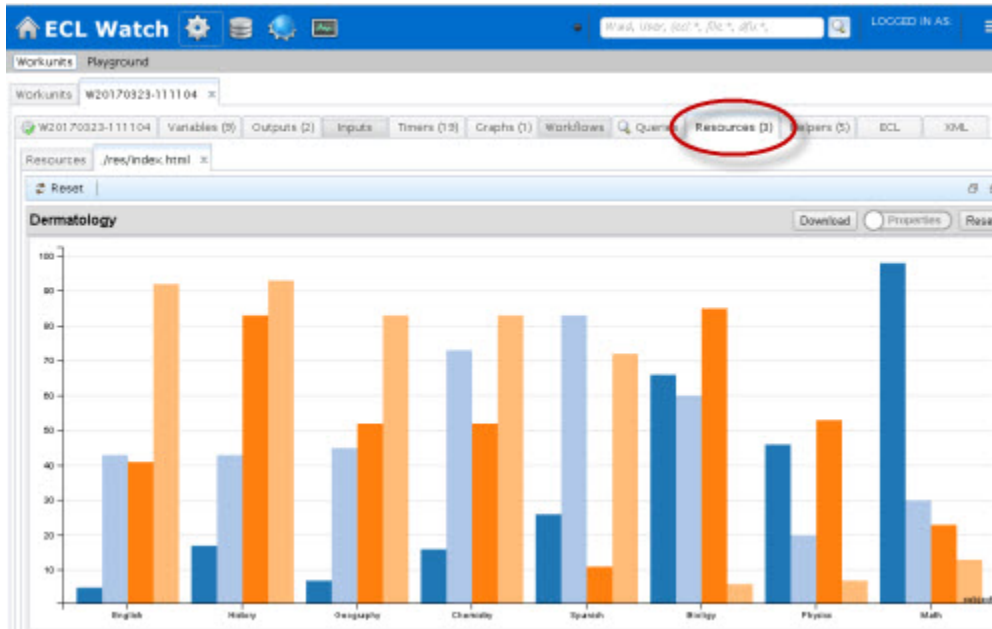 ECL Watch LOGGED IN AS:
Workunits Playground
Workunits W20170323-111104 x
W20170323-111104 Variables (9) Outputs (2) Inputs Timers (19) Graphs (1) Workflows Resources (3) ECL XML
Resources /res/index.html x
Reset
Dermatology Download Properties
100
90
80
70
60
50
40
30
20
10
English History Geography Chemistry Spanish Biology Physics Math